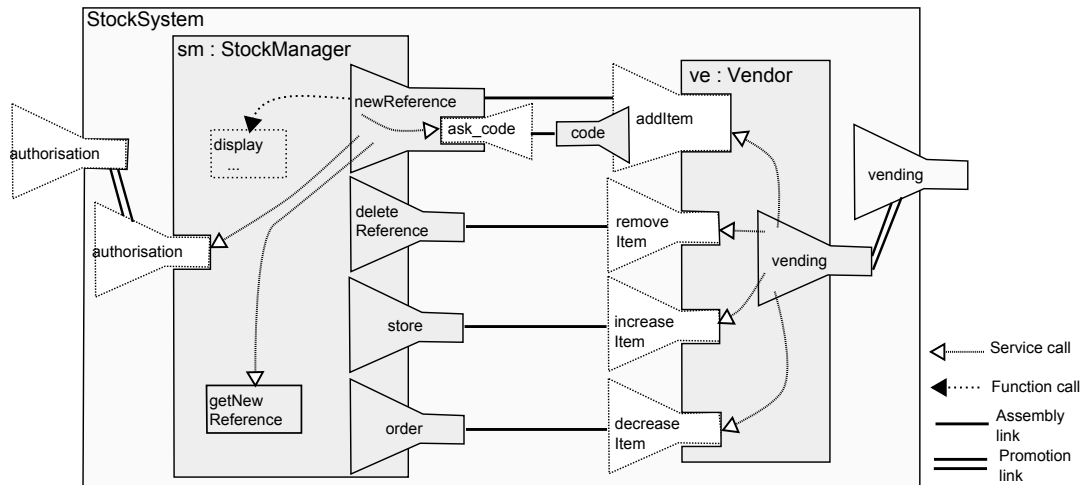 StockSystem
sm : StockManager
ve : Vendor
newReference
ask_code
code
addItem
display
...
authorisation
vending
authorisation
delete
Reference
remove
Item
vending
store
increase
Item
getNew
Reference
order
decrease
Item
Service call
Function call
Assembly
link
Promotion
link